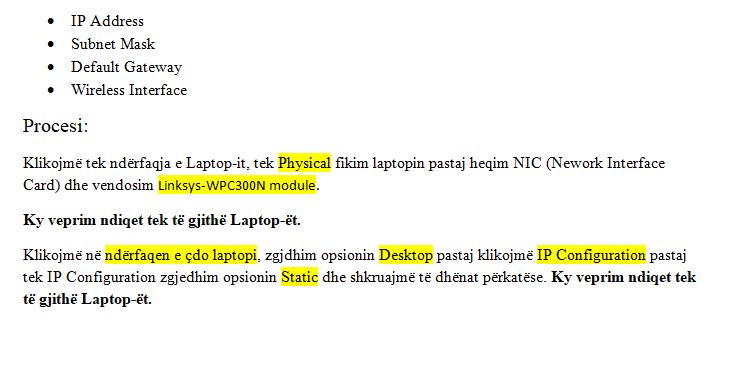 • IP Address
• Subnet Mask
• Default Gateway
• Wireless Interface
Procesi:
Klikojmë tek ndërfaqja e Laptop-it, tek Physical fikim laptopin pastaj heqim NIC (Nework Interface
Card) dhe vendosim Linksys-WPC300N module.
Ky veprim ndiqet tek të gjithë Laptop-ët.
Klikojmë në ndërfaqen e çdo laptopi, zgjdhim opsionin Desktop pastaj klikojmë IP Configuration pastaj
tek IP Configuration zgjedhim opsionin Static dhe shkruajmë të dhënat përkatëse. Ky veprim ndiqet tek
të gjithë Laptop-ët.